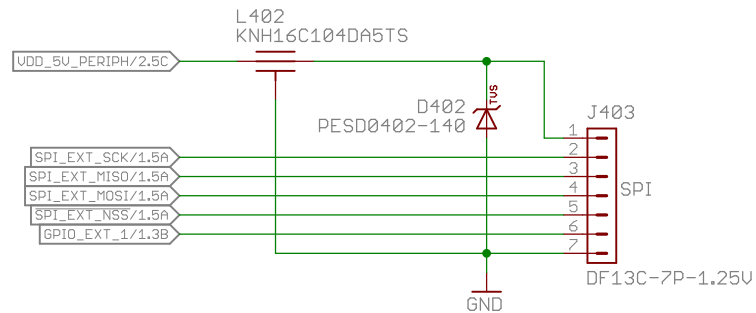 L402
KNH16C104DA5TS
VDD_5V_PERIPH/2.5C
TVS
D402
PESD0402-140
J403
1
SPI_EXT_SCK/1.5A
2
SPI_EXT_MISO/1.5A
3
SPI_EXT_MOSI/1.5A
4
SPI
SPI_EXT_NSS/1.5A
5
GPIO_EXT_1/1.3B
6
7
DF13C-7P-1.25V
GND